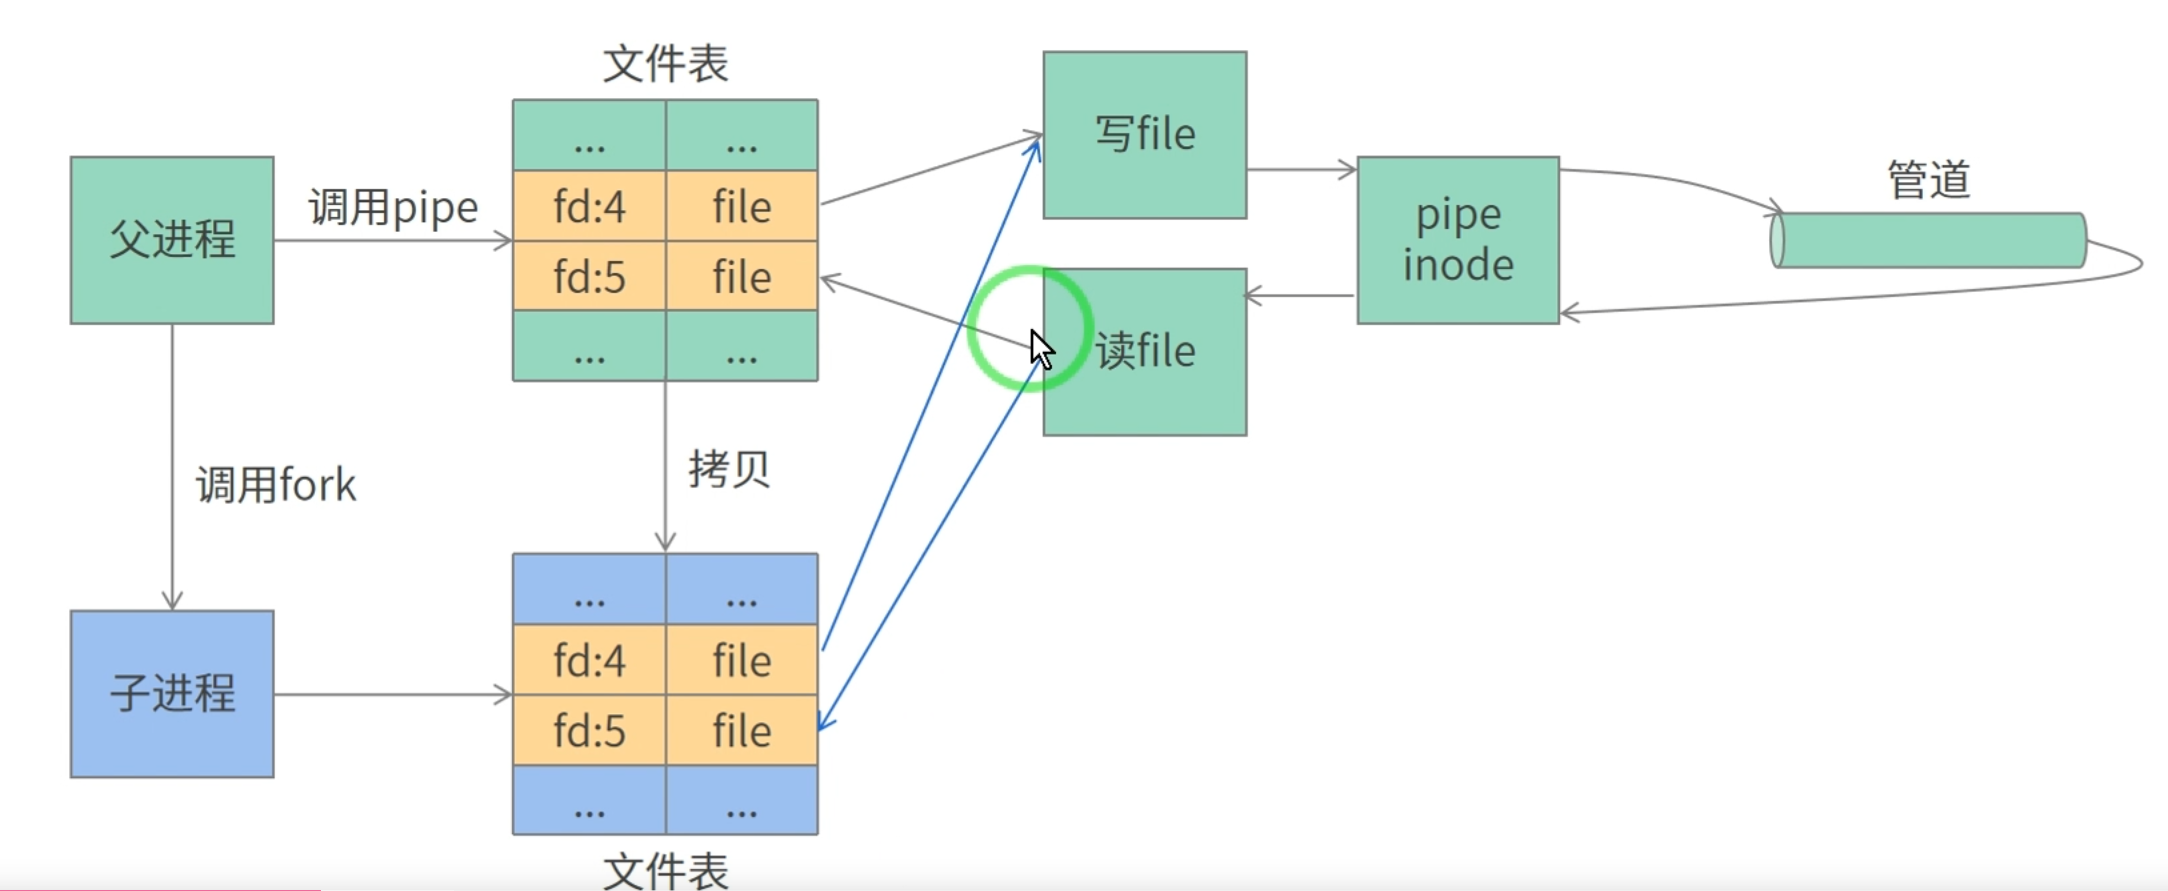 文件表
... ...
父进程
调用pipe
fd:4 file
fd:5 file
... ...
写file
读file
pipe
inode
管道
调用fork
拷贝
子进程
... ...
fd:4 file
fd:5 file
... ...
文件表